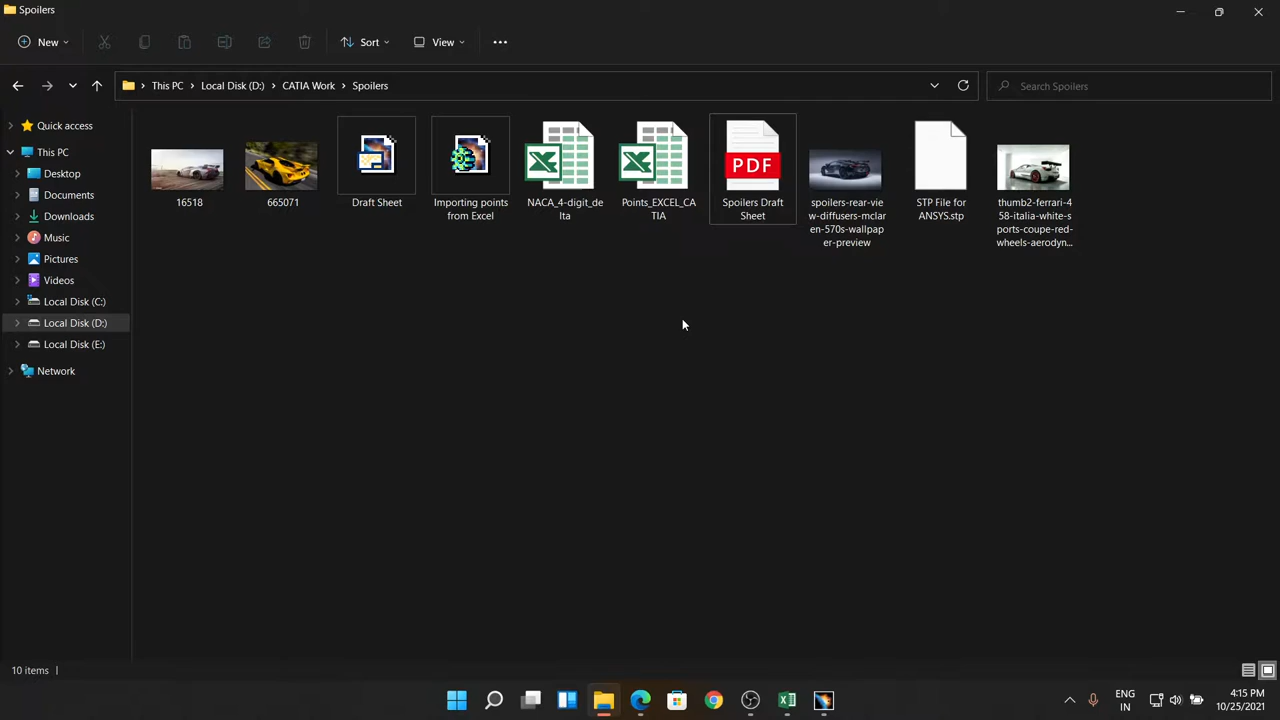 Spoilers
New
Sort
View
This PC
Local Disk (D:)
CATIA Work
Spoilers
Search Spoilers
Quick access
This PC
Desktop
Documents
Downloads
Music
Pictures
Videos
Local Disk (C:)
Local Disk (D:)
Local Disk (E:)
Network
16518
665071
Draft Sheet
Importing points
from Excel
NACA_4-digit_de
lta
Points_EXCEL_CA
TIA
PDF
Spoilers Draft
Sheet
spoilers-rear-vie
w-diffusers-mclar
en-570s-wallpap
er-preview
STP File for
ANSYS.stp
thumb2-ferrari-4
58-italia-white-s
ports-coupe-red-
wheels-aerodyn...
10 items
ENG
IN
4:15 PM
10/25/2021